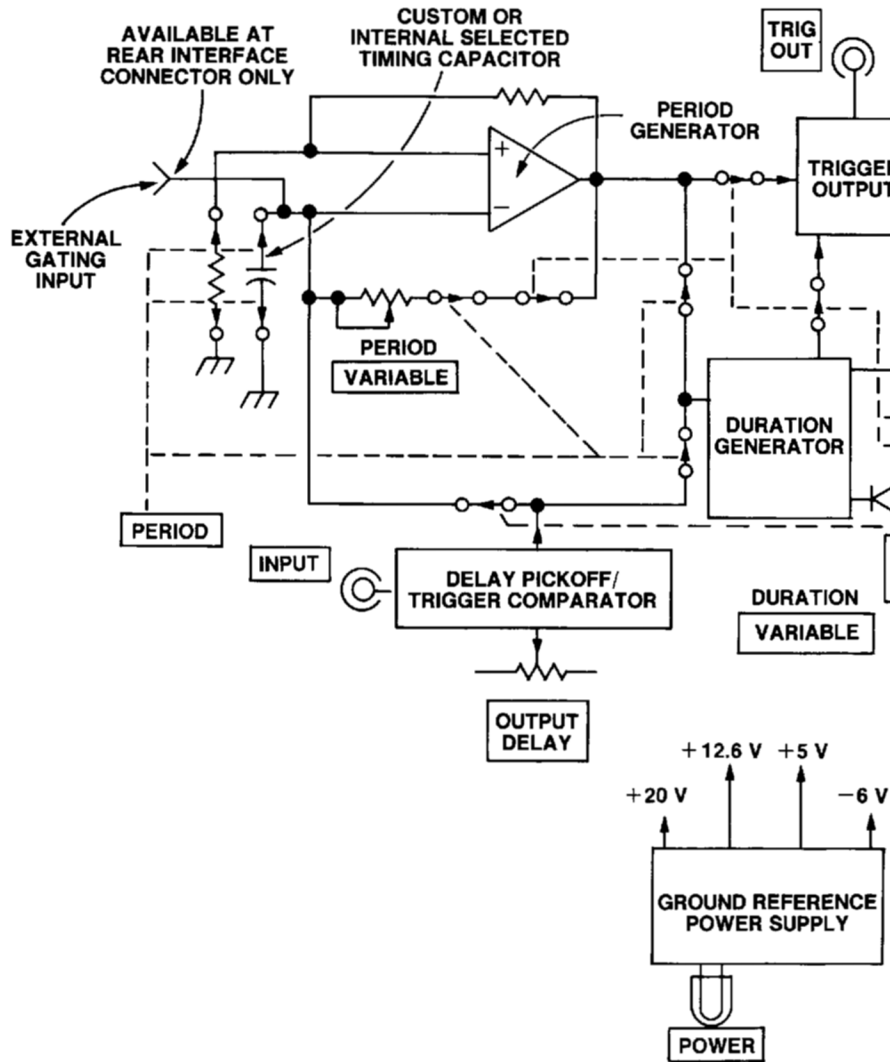 AVAILABLE AT
REAR INTERFACE
CONNECTOR ONLY
CUSTOM OR
INTERNAL SELECTED
TIMING CAPACITOR
TRIG
OUT
PERIOD
GENERATOR
+
−
TRIGGER
OUTPUT
EXTERNAL
GATING
INPUT
PERIOD
VARIABLE
DURATION
GENERATOR
PERIOD
INPUT
DELAY PICKOFF/
TRIGGER COMPARATOR
DURATION
VARIABLE
OUTPUT
DELAY
+20 V
+12.6 V
+5 V
−6 V
GROUND REFERENCE
POWER SUPPLY
POWER